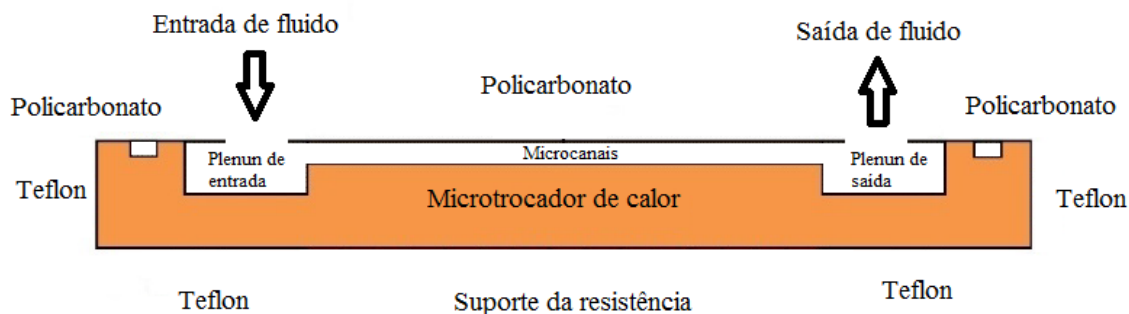 Entrada de fluido
Saída de fluido
Policarbonato
Policarbonato
Policarbonato
Microcanais
Plenun de
entrada
Plenun de
saída
Teflon
Microtrocador de calor
Teflon
Teflon
Suporte da resistência
Teflon